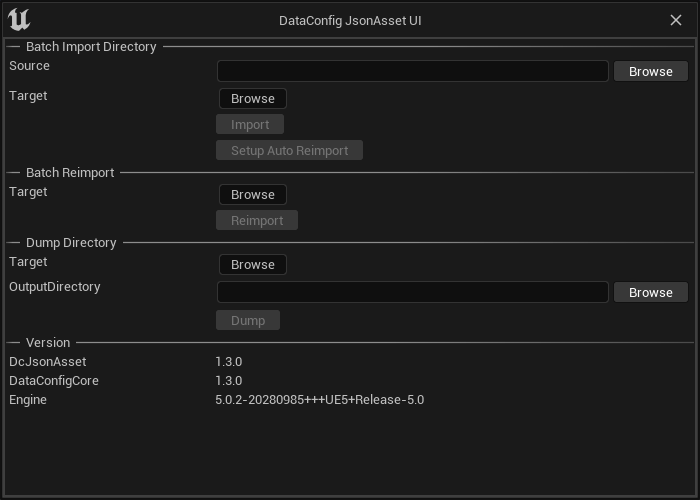 DataConfig JsonAsset UI
Batch Import Directory
Source Browse
Target Browse
Import
Setup Auto Reimport
Batch Reimport
Target Browse
Reimport
Dump Directory
Target Browse
OutputDirectory Browse
Dump
Version
DcJsonAsset 1.3.0
DataConfigCore 1.3.0
Engine 5.0.2-20280985+++UE5+Release-5.0